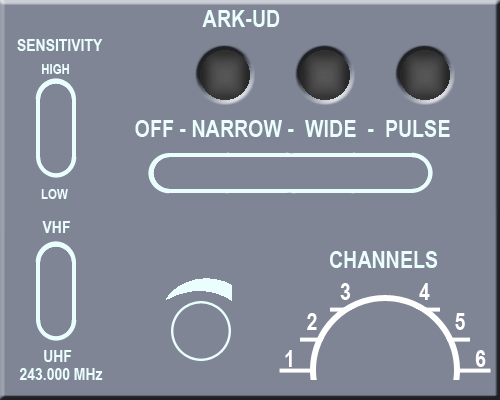 ARK-UD
SENSITIVITY
HIGH
OFF - NARROW - WIDE - PULSE
LOW
VHF
UHF
243.000 MHz
CHANNELS
1 2 3 4 5 6